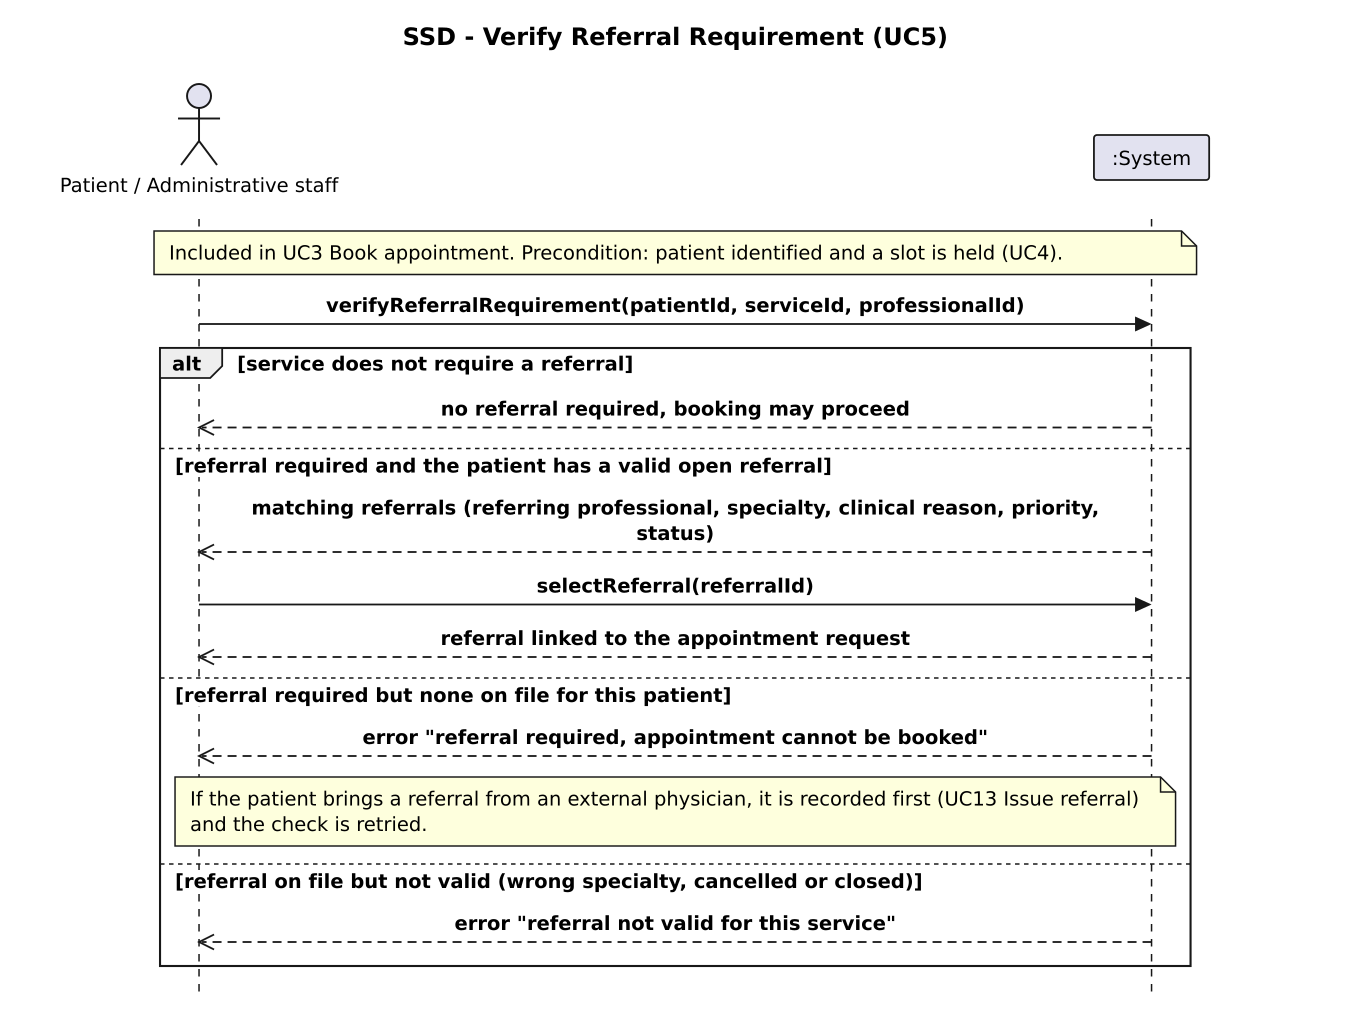 SSD - Verify Referral Requirement (UC5)
Patient / Administrative staff
:System
Included in UC3 Book appointment. Precondition: patient identified and a slot is held (UC4).
verifyReferralRequirement(patientId, serviceId, professionalId)
alt [service does not require a referral]
no referral required, booking may proceed
[referral required and the patient has a valid open referral]
matching referrals (referring professional, specialty, clinical reason, priority,
status)
selectReferral(referralId)
referral linked to the appointment request
[referral required but none on file for this patient]
error "referral required, appointment cannot be booked"
If the patient brings a referral from an external physician, it is recorded first (UC13 Issue referral)
and the check is retried.
[referral on file but not valid (wrong specialty, cancelled or closed)]
error "referral not valid for this service"